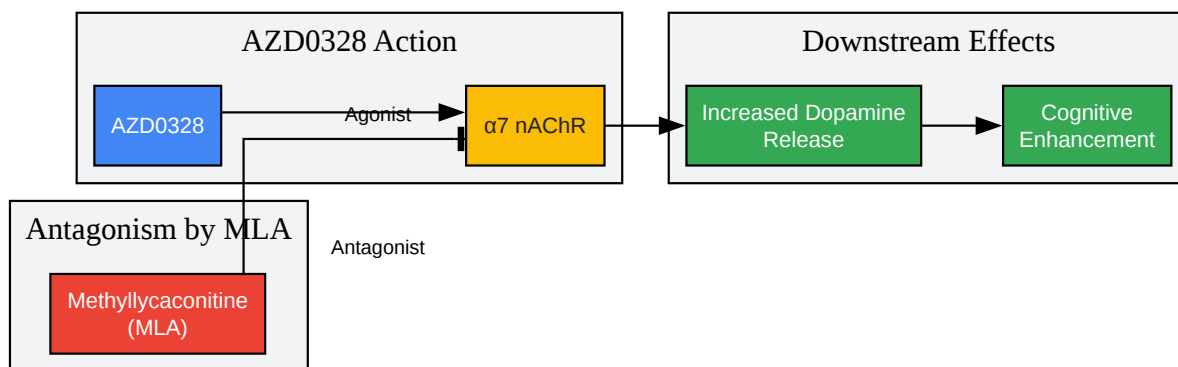 AZD0328 Action
Downstream Effects
AZD0328
Agonist
α7 nAChR
Increased Dopamine
Release
Cognitive
Enhancement
Antagonism by MLA
Antagonist
Methyllycaconitine
(MLA)